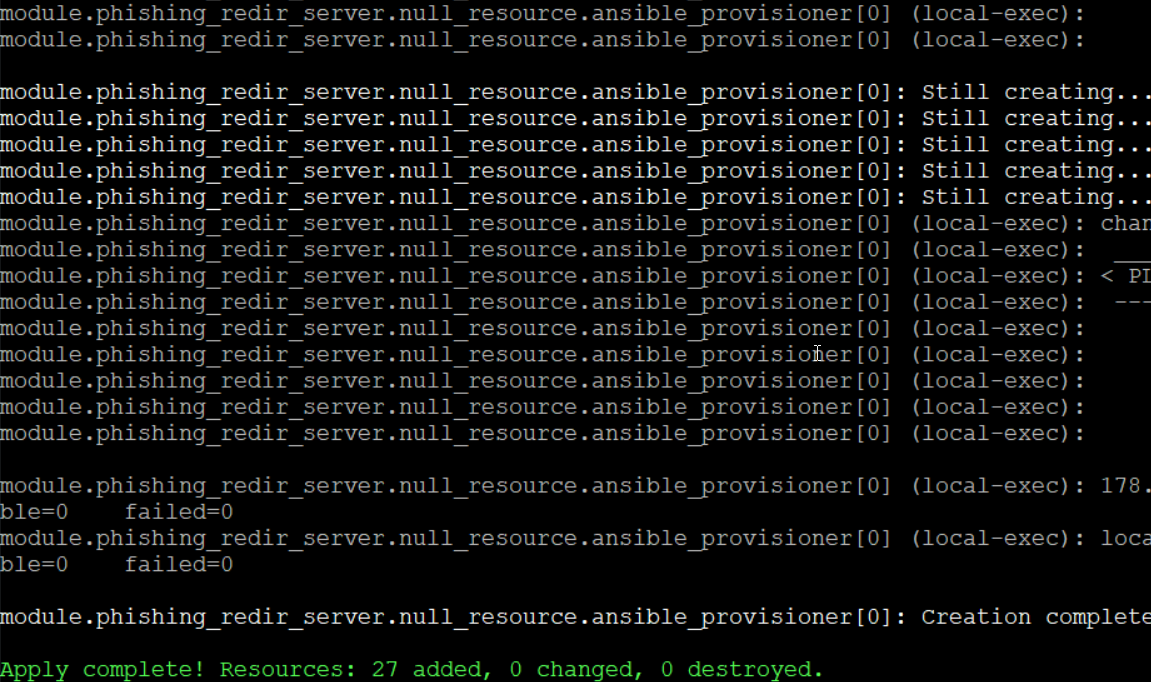 module.phishing_redir_server.null_resource.ansible_provisioner[0] (local-exec):
module.phishing_redir_server.null_resource.ansible_provisioner[0] (local-exec):
module.phishing_redir_server.null_resource.ansible_provisioner[0]: Still creating...
module.phishing_redir_server.null_resource.ansible_provisioner[0]: Still creating...
module.phishing_redir_server.null_resource.ansible_provisioner[0]: Still creating...
module.phishing_redir_server.null_resource.ansible_provisioner[0]: Still creating...
module.phishing_redir_server.null_resource.ansible_provisioner[0]: Still creating...
module.phishing_redir_server.null_resource.ansible_provisioner[0] (local-exec): chan
module.phishing_redir_server.null_resource.ansible_provisioner[0] (local-exec):  ___
module.phishing_redir_server.null_resource.ansible_provisioner[0] (local-exec): < PL
module.phishing_redir_server.null_resource.ansible_provisioner[0] (local-exec):  ---
module.phishing_redir_server.null_resource.ansible_provisioner[0] (local-exec):
module.phishing_redir_server.null_resource.ansible_provisioner[0] (local-exec):
module.phishing_redir_server.null_resource.ansible_provisioner[0] (local-exec):
module.phishing_redir_server.null_resource.ansible_provisioner[0] (local-exec):
module.phishing_redir_server.null_resource.ansible_provisioner[0] (local-exec):
module.phishing_redir_server.null_resource.ansible_provisioner[0] (local-exec): 178.
ble=0    failed=0
module.phishing_redir_server.null_resource.ansible_provisioner[0] (local-exec): loca
ble=0    failed=0
module.phishing_redir_server.null_resource.ansible_provisioner[0]: Creation complete
Apply complete! Resources: 27 added, 0 changed, 0 destroyed.